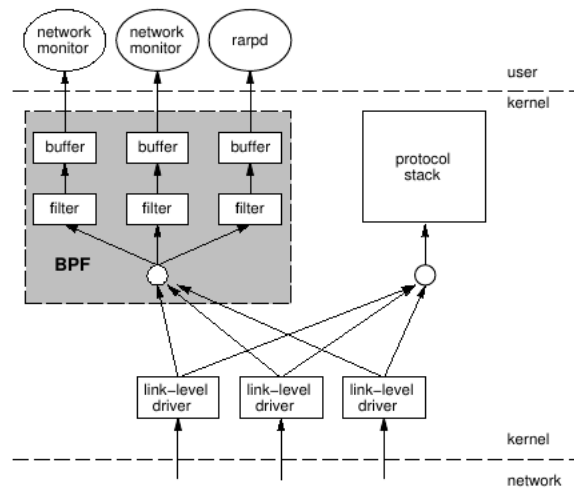 network
monitor
network
monitor
rarpd
user
kernel
buffer
buffer
buffer
protocol
stack
filter
filter
filter
BPF
link-level
driver
link-level
driver
link-level
driver
kernel
network